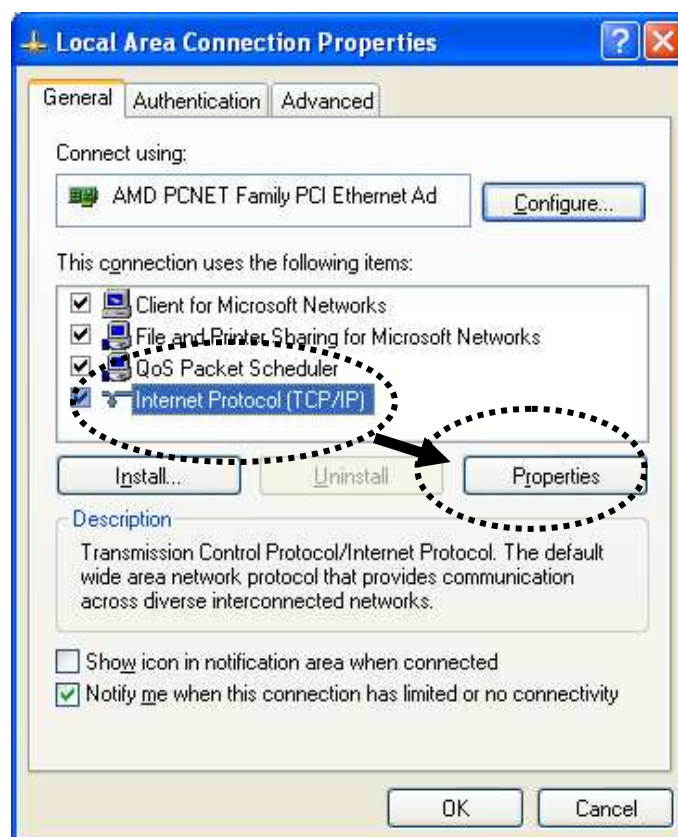 Local Area Connection Properties
General Authentication Advanced
Connect using:
AMD PCNET Family PCI Ethernet Ad
Configure...
This connection uses the following items:
Client for Microsoft Networks
File and Printer Sharing for Microsoft Networks
QoS Packet Scheduler
Internet Protocol (TCP/IP)
Install... Uninstall Properties
Description
Transmission Control Protocol/Internet Protocol. The default
wide area network protocol that provides communication
across diverse interconnected networks.
Show icon in notification area when connected
Notify me when this connection has limited or no connectivity
OK Cancel